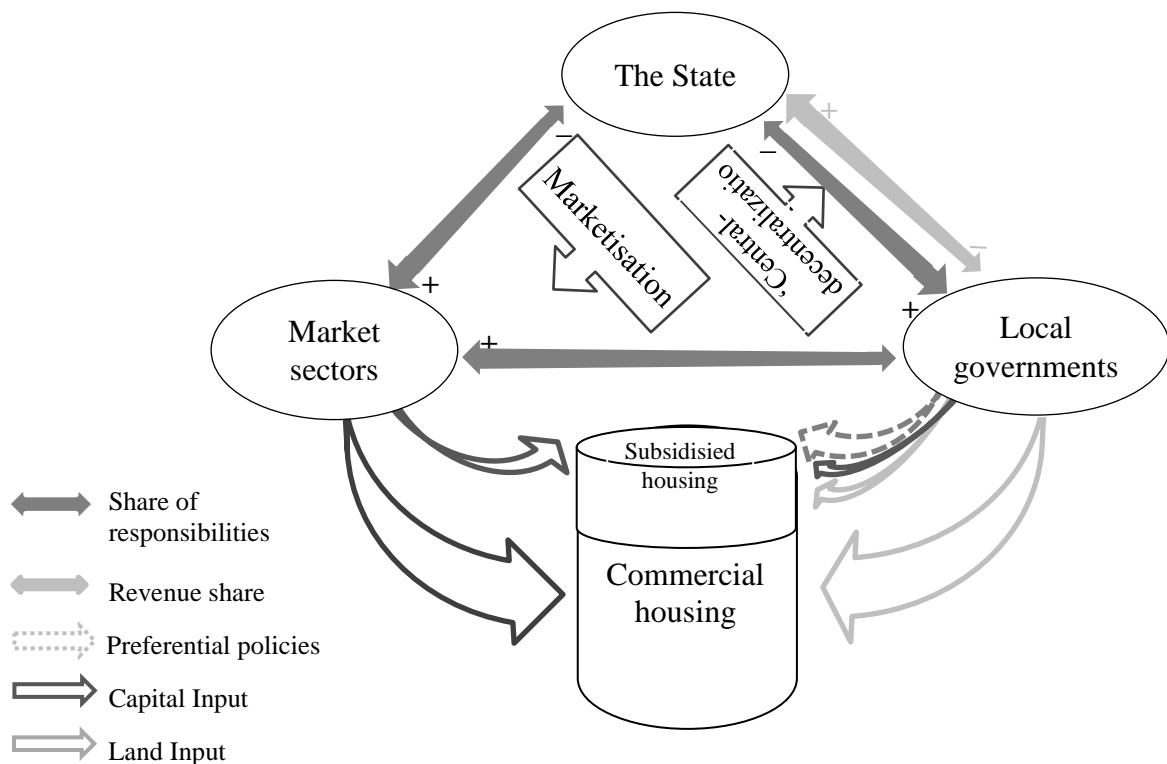 The State
+
−
−
Marketisation
‘Central-
decentralizatio
−
+
+
+
Market
sectors
Local
governments
Subsidisied
housing
Commercial
housing
Share of
responsibilities
Revenue share
Preferential policies
Capital Input
Land Input